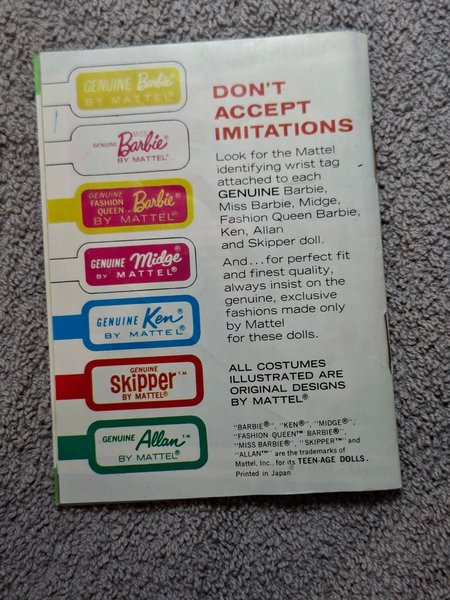 GENUINE Barbie®
BY MATTEL®
MISS
GENUINE Barbie®
BY MATTEL®
GENUINE
FASHION
QUEEN Barbie®
BY MATTEL®
GENUINE Midge®
BY MATTEL®
GENUINE Ken®
BY MATTEL®
GENUINE
Skipper™
BY MATTEL®
GENUINE Allan™
BY MATTEL®
DON'T
ACCEPT
IMITATIONS
Look for the Mattel
identifying wrist tag
attached to each
GENUINE Barbie,
Miss Barbie, Midge,
Fashion Queen Barbie,
Ken, Allan
and Skipper doll.
And...for perfect fit
and finest quality,
always insist on the
genuine, exclusive
fashions made only
by Mattel
for these dolls.
ALL COSTUMES
ILLUSTRATED ARE
ORIGINAL DESIGNS
BY MATTEL®
"BARBIE®", "KEN®", "MIDGE®",
"FASHION QUEEN™ BARBIE®",
"MISS BARBIE®", "SKIPPER™" and
"ALLAN™" are the trademarks of
Mattel, Inc., for its TEEN-AGE DOLLS.
Printed in Japan